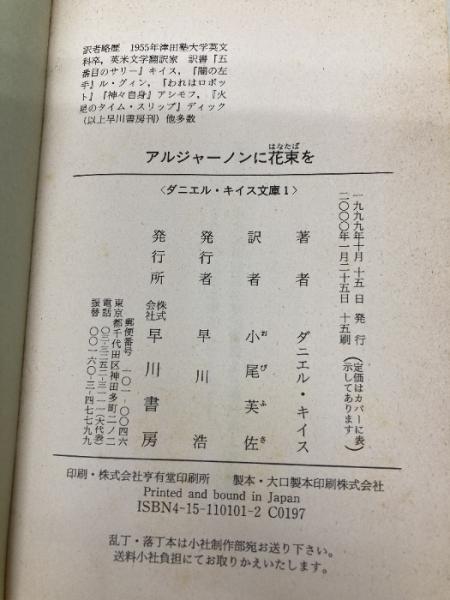 訳者略歴 1955年津田塾大学英文
科卒，英米文学翻訳家 訳書『五
番目のサリー』キイス，『闇の左
手』ル・グィン，『われはロボッ
ト』『神々自身』アシモフ，『火
星のタイム・スリップ』ディック
(以上早川書房刊) 他多数
はなたば
アルジャーノンに花束を
〈ダニエル・キイス文庫1〉
一九九九年十月十五日 発行
二〇〇〇年一月二十五日 十五刷
(定価はカバーに表
示してあります)
著者 ダニエル・キイス
訳者 小尾芙佐
おびふさ
発行者 早川浩
発行所 株式会社 早川書房
郵便番号 一〇一-〇〇四六
東京都千代田区神田多町二ノ二
電話 〇三-三二五二-三一一一(大代表)
振替 〇〇一六〇-三-四七七九九
印刷・株式会社亨有堂印刷所 製本・大口製本印刷株式会社
Printed and bound in Japan
ISBN4-15-110101-2 C0197
乱丁・落丁本は小社制作部宛お送り下さい。
送料小社負担にてお取りかえいたします。